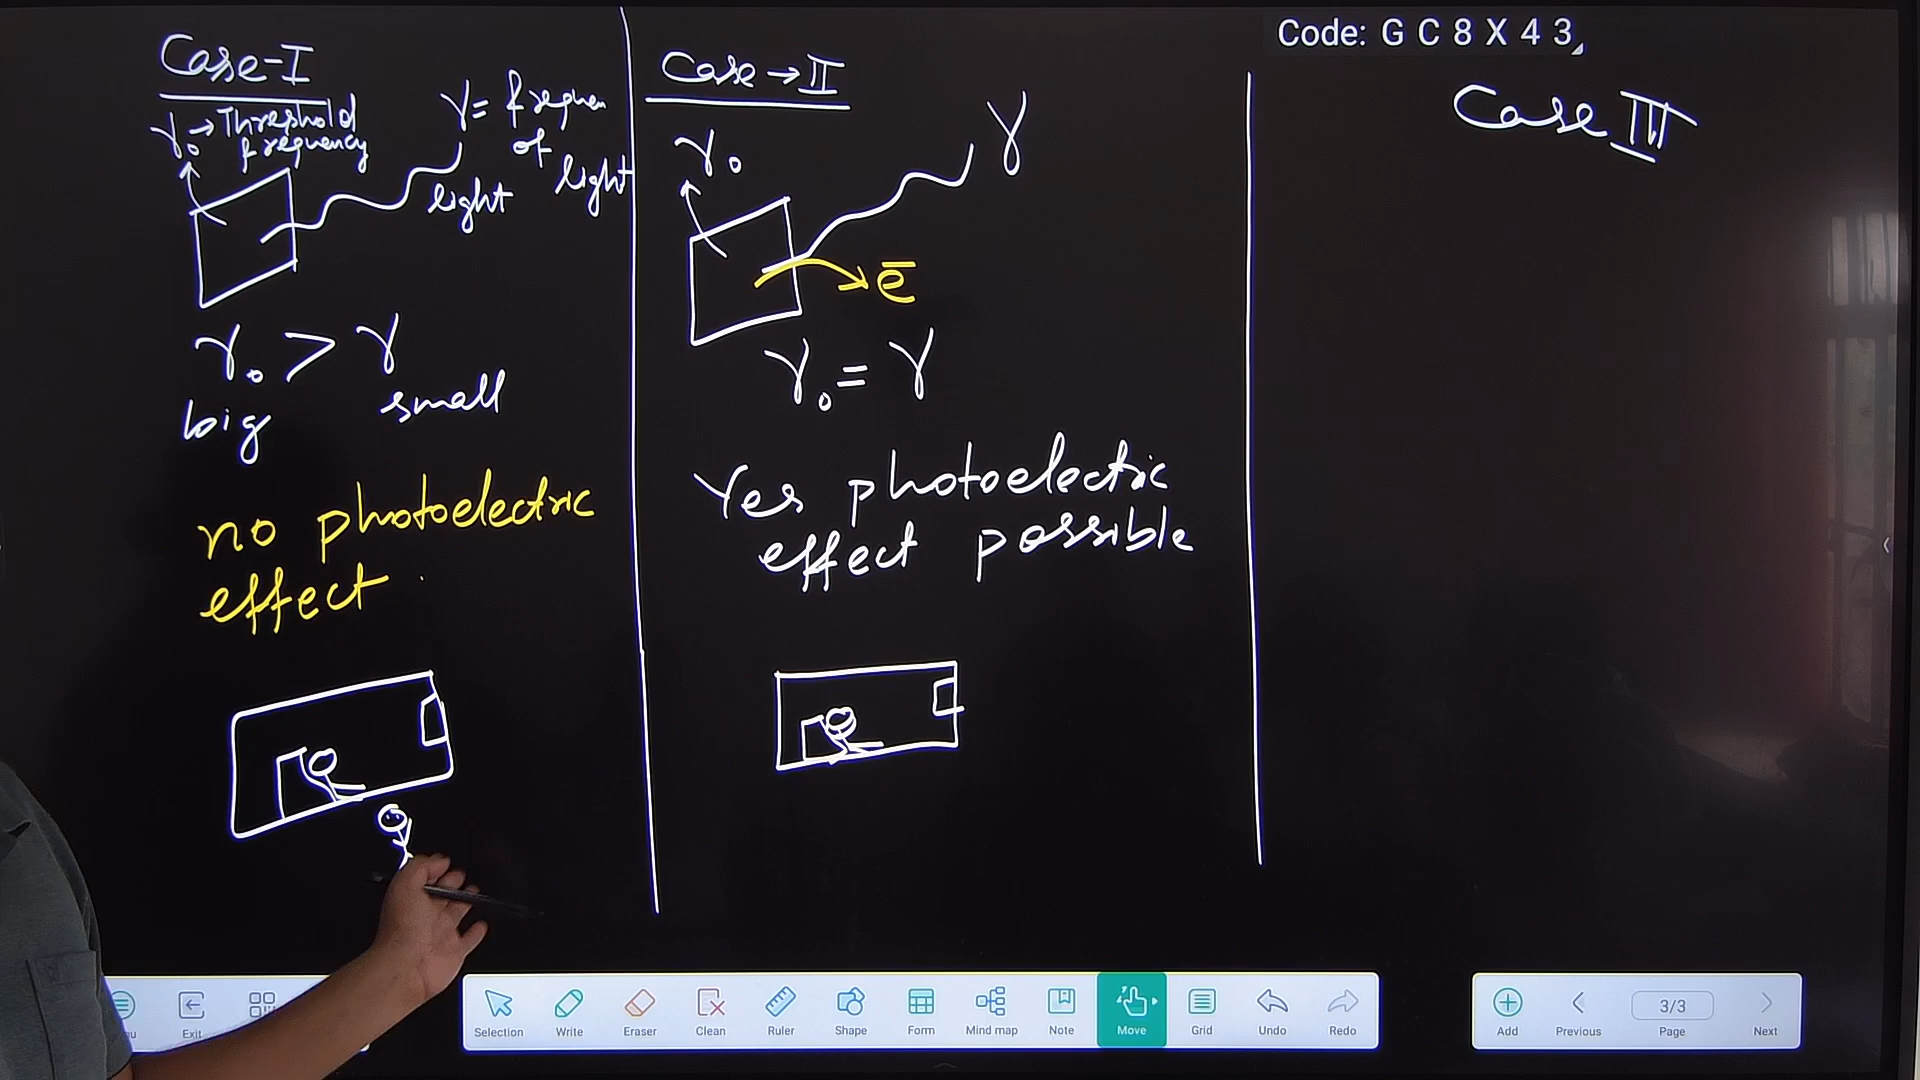 Code: G C 8 X 4 3
Case-I
γ₀→Threshold
frequency
γ= frequen
of
light
light
γ₀ > γ
big small
no photoelectric
effect
Case→II
γ₀
γ
e̅
γ₀ = γ
Yes photoelectric
effect possible
Case III
Exit
Selection Write Eraser Clean Ruler Shape Form Mind map Note Move Grid Undo Redo
3/3
Add Previous Page Next